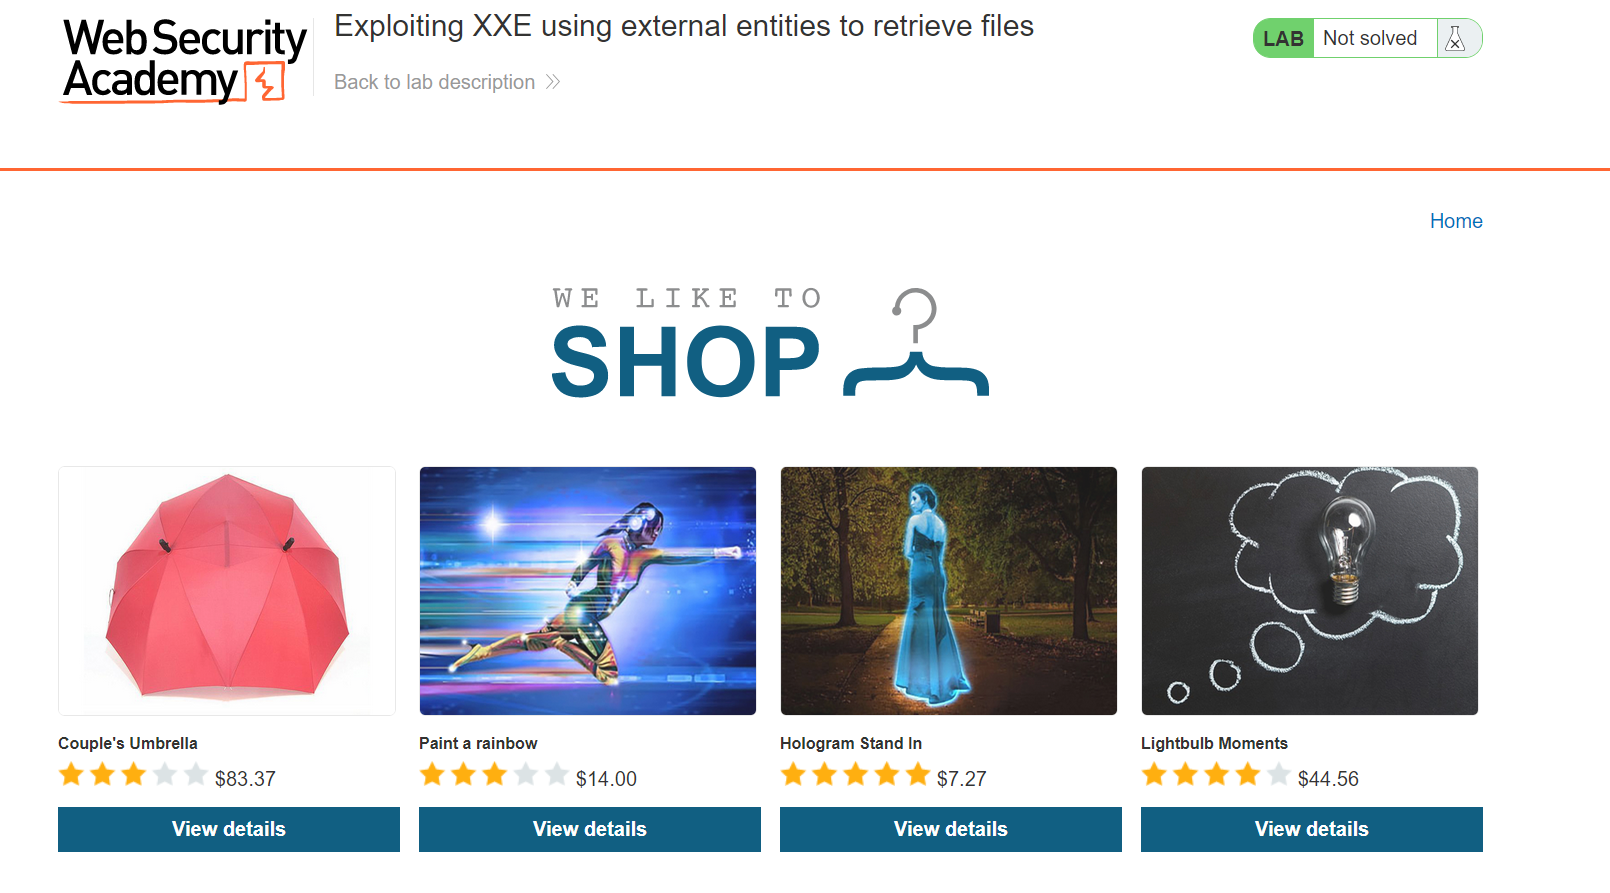 Web Security
Academy
Exploiting XXE using external entities to retrieve files
Back to lab description
LAB Not solved
Home
WE LIKE TO
SHOP
Couple's Umbrella
$83.37
View details
Paint a rainbow
$14.00
View details
Hologram Stand In
$7.27
View details
Lightbulb Moments
$44.56
View details